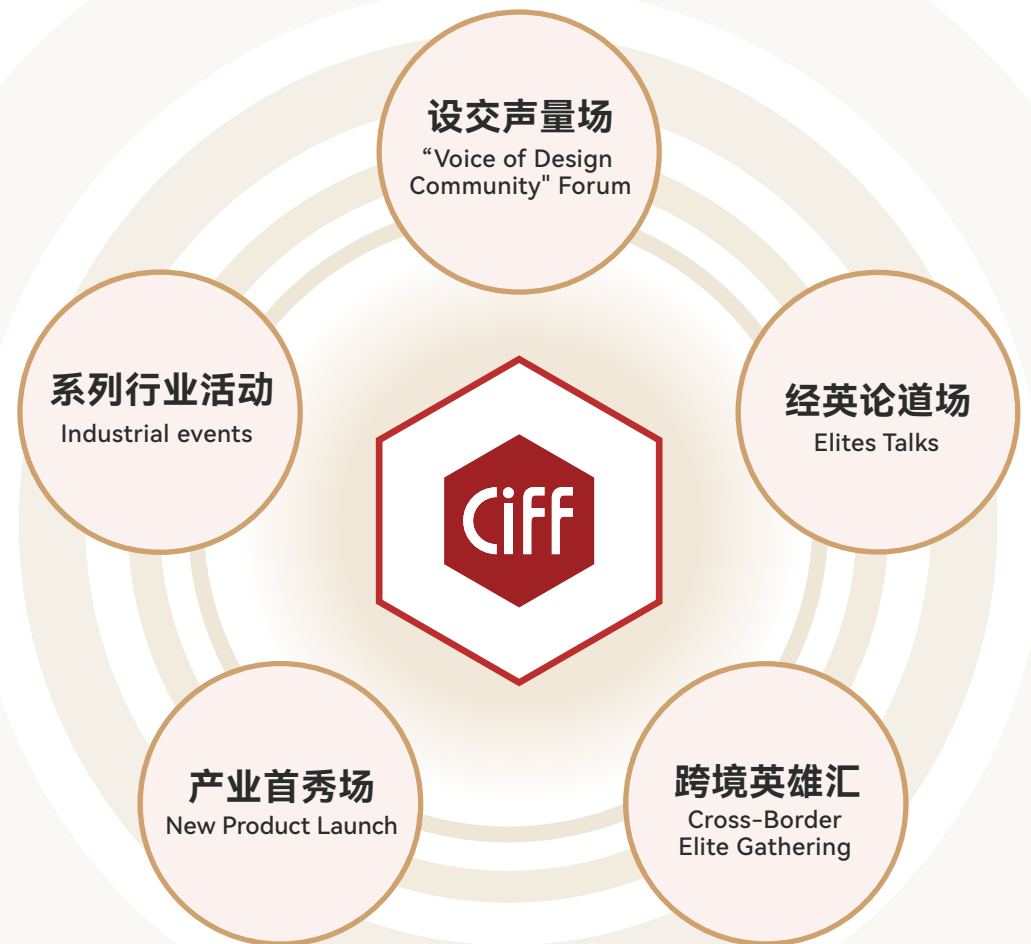 设交声量场
“Voice of Design
Community" Forum
系列行业活动
Industrial events
经英论道场
Elites Talks
Ciff
产业首秀场
New Product Launch
跨境英雄汇
Cross-Border
Elite Gathering